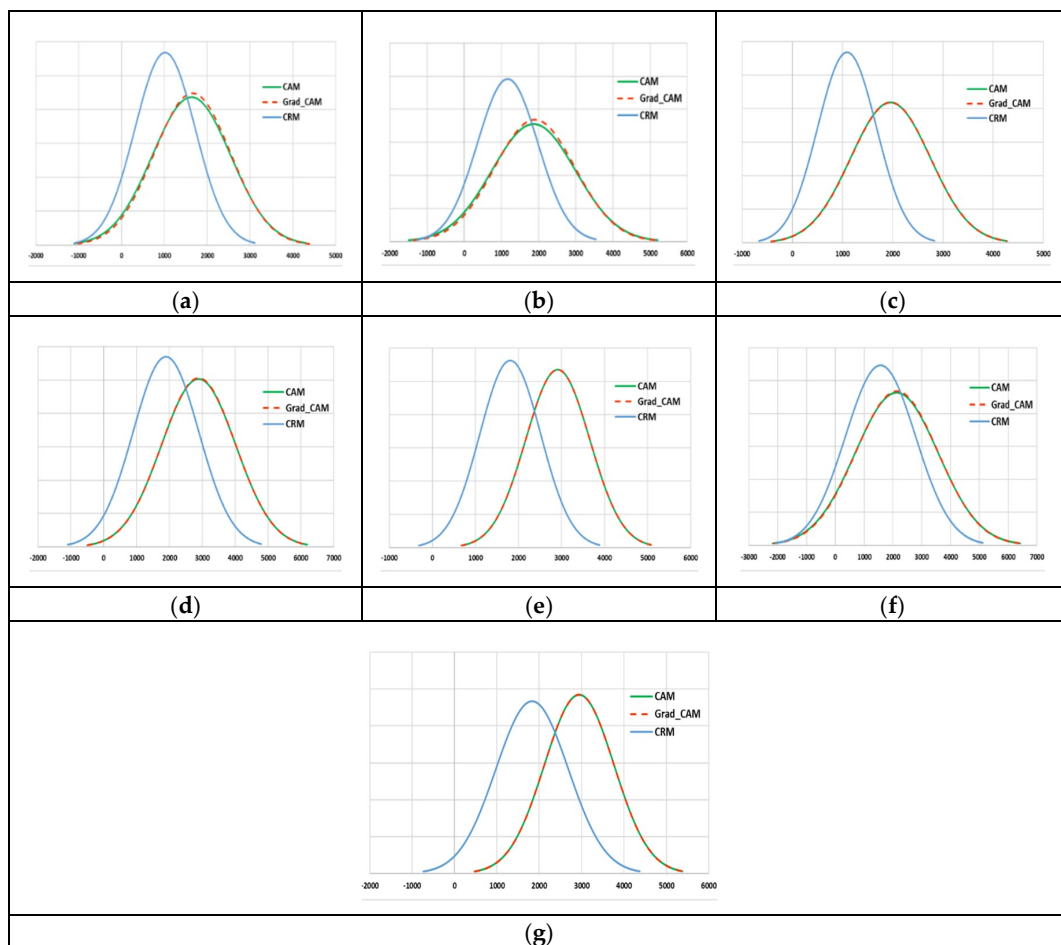 CAM
Grad_CAM
CRM
-2000 -1000 0 1000 2000 3000 4000 5000
(a)
CAM
Grad_CAM
CRM
-2000 -1000 0 1000 2000 3000 4000 5000 6000
(b)
CAM
Grad_CAM
CRM
-1000 0 1000 2000 3000 4000 5000
(c)
CAM
Grad_CAM
CRM
-2000 -1000 0 1000 2000 3000 4000 5000 6000 7000
(d)
CAM
Grad_CAM
CRM
-2000 -1000 0 1000 2000 3000 4000 5000 6000
(e)
CAM
Grad_CAM
CRM
-3000 -2000 -1000 0 1000 2000 3000 4000 5000 6000 7000
(f)
CAM
Grad_CAM
CRM
-2000 -1000 0 1000 2000 3000 4000 5000 6000
(g)